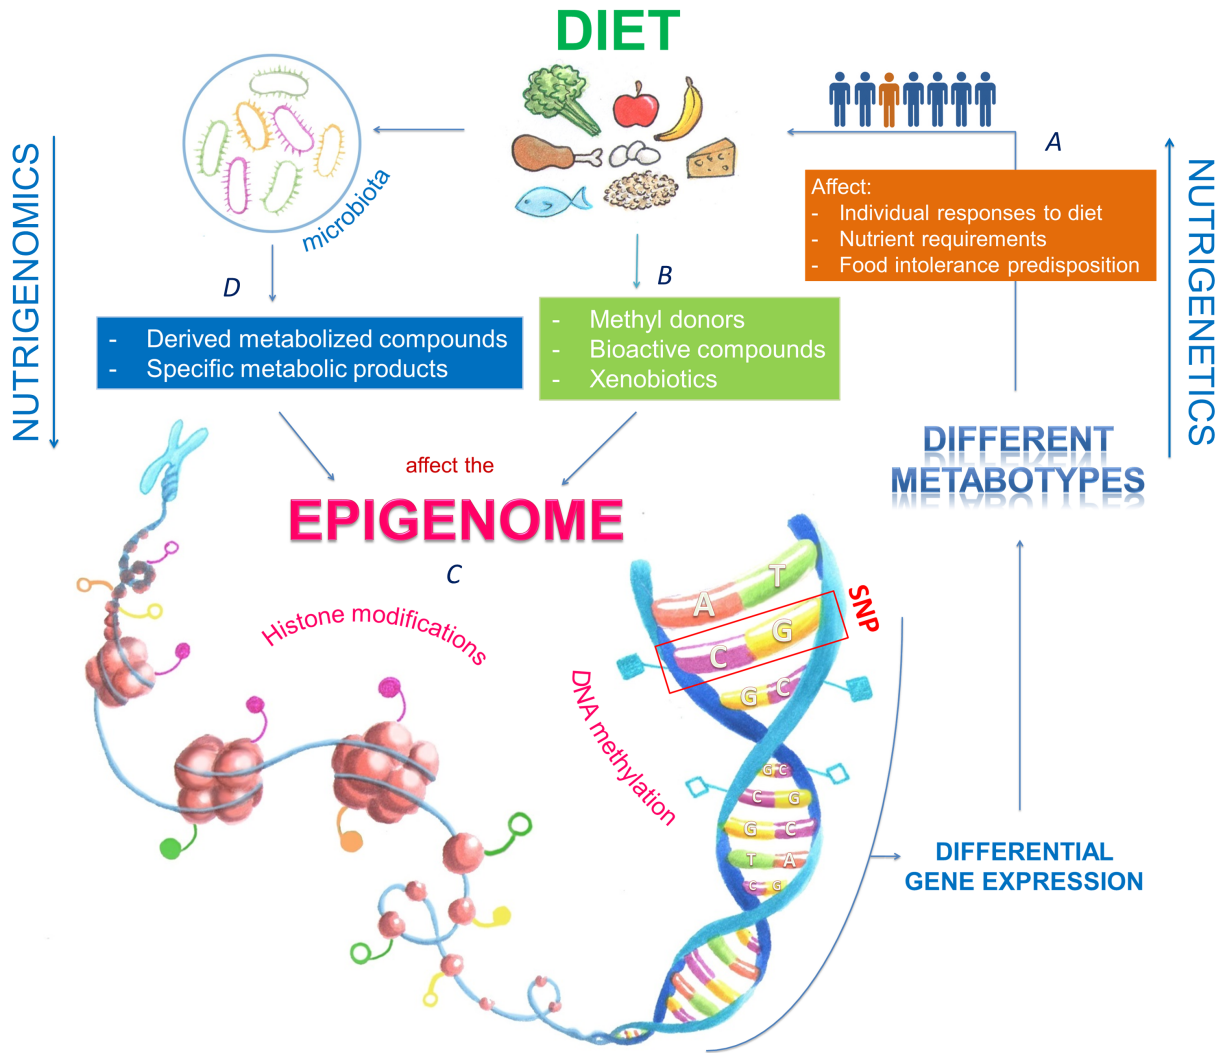 DIET
A
NUTRIGENOMICS
microbiota
Affect:
- Individual responses to diet
- Nutrient requirements
- Food intolerance predisposition
NUTRIGENETICS
D
B
- Derived metabolized compounds
- Specific metabolic products
- Methyl donors
- Bioactive compounds
- Xenobiotics
DIFFERENT
METABOTYPES
affect the
EPIGENOME
C
Histone modifications
DNA methylation
SNP
A T
C G
G C
G C
C G
G C
T A
C G
DIFFERENTIAL
GENE EXPRESSION